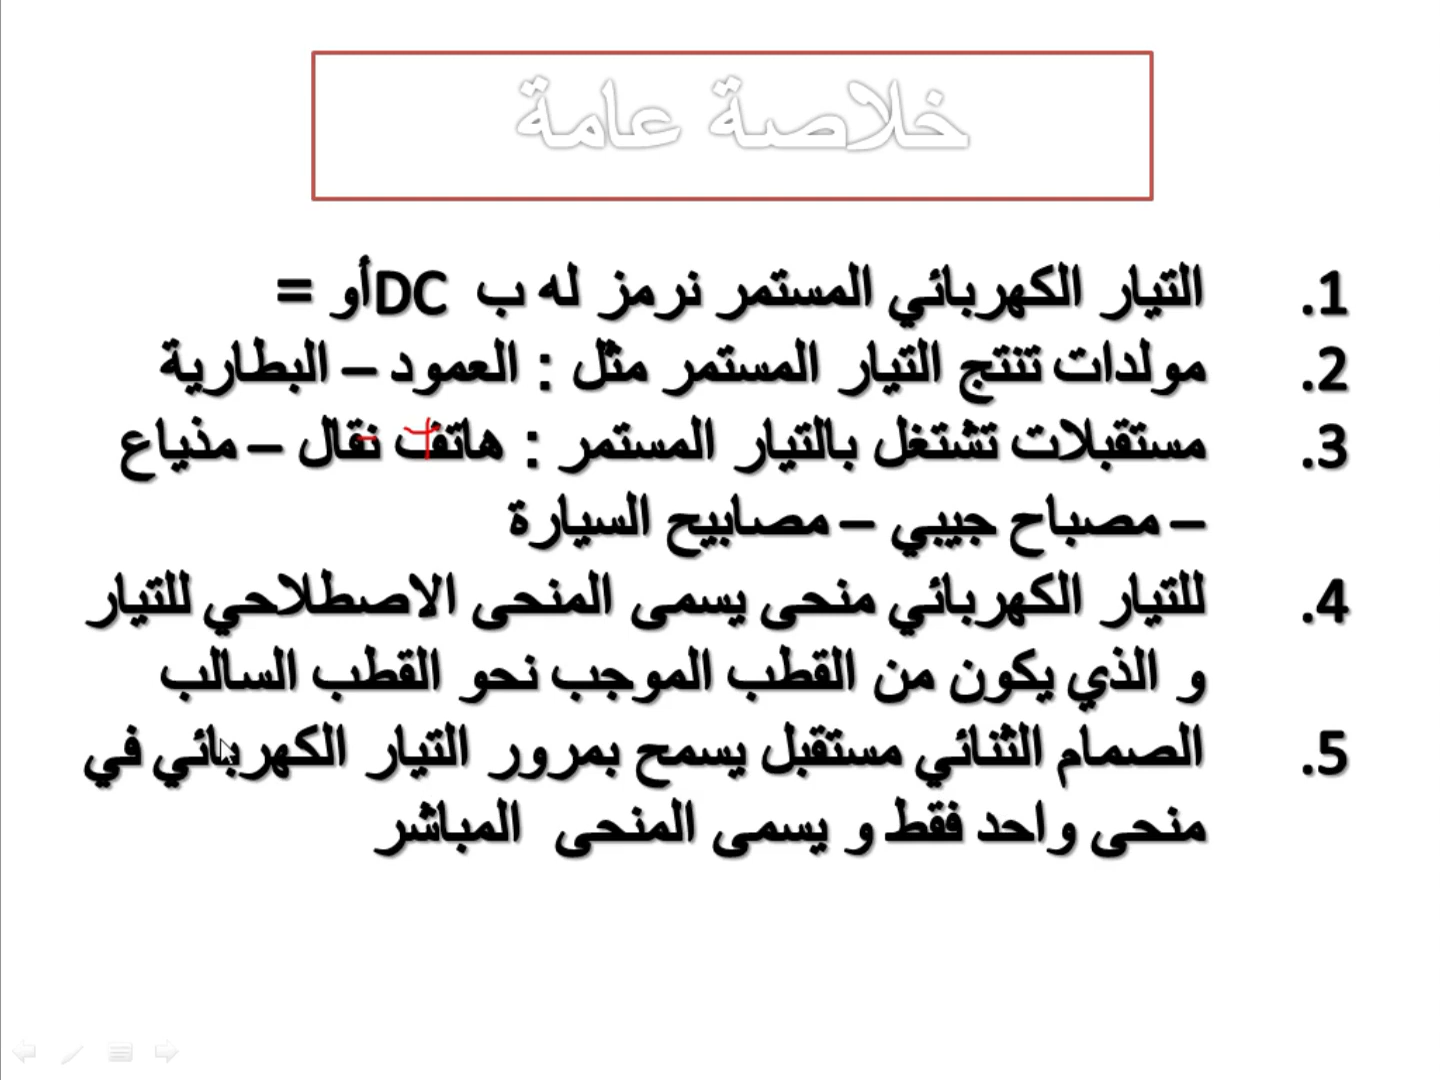 خلاصة عامة
1. التيار الكهربائي المستمر نرمز له ب DC أو =
2. مولدات تنتج التيار المستمر مثل : العمود – البطارية
3. مستقبلات تشتغل بالتيار المستمر : هاتف نقال – مذياع
– مصباح جيبي – مصابيح السيارة
4. للتيار الكهربائي منحى يسمى المنحى الاصطلاحي للتيار
و الذي يكون من القطب الموجب نحو القطب السالب
5. الصمام الثنائي مستقبل يسمح بمرور التيار الكهربائي في
منحى واحد فقط و يسمى المنحى المباشر